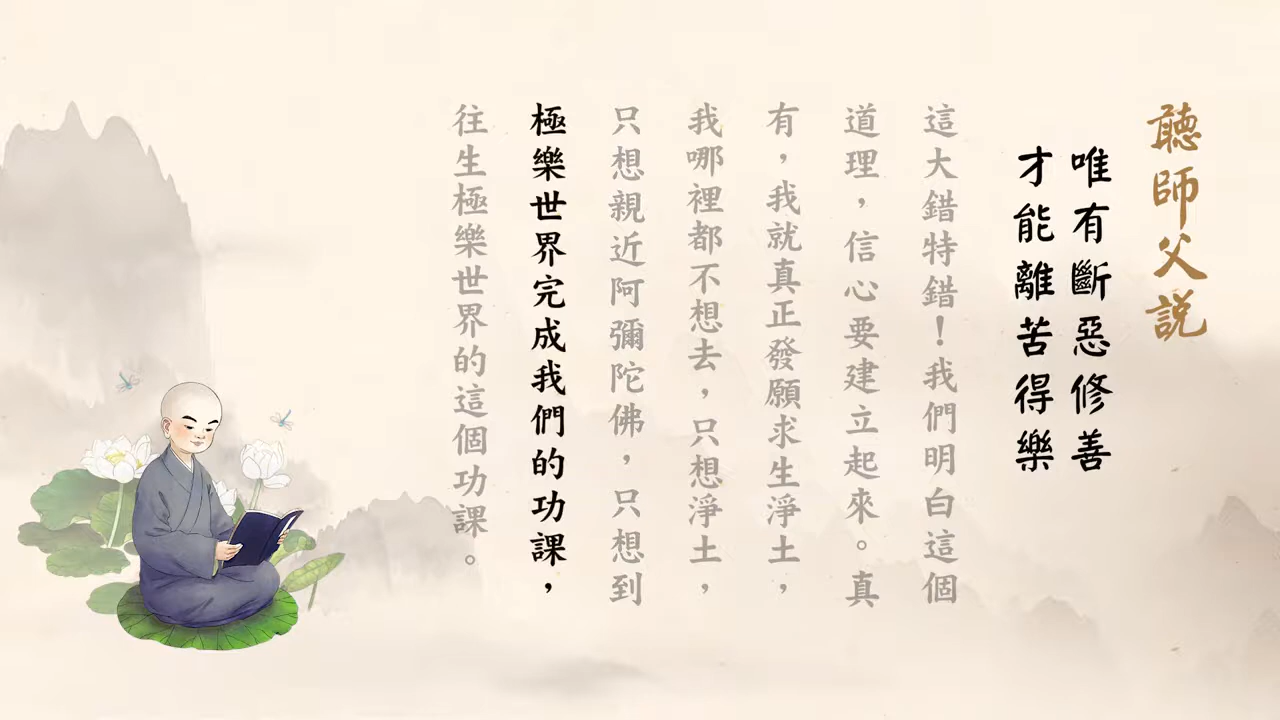 聽師父說
唯有斷惡修善
才能離苦得樂
這大錯特錯！我們明白這個
道理，信心要建立起來。真
有，我就真正發願求生淨土，
我哪裡都不想去，只想淨土，
只想親近阿彌陀佛，只想到
極樂世界完成我們的功課，
往生極樂世界的這個功課。